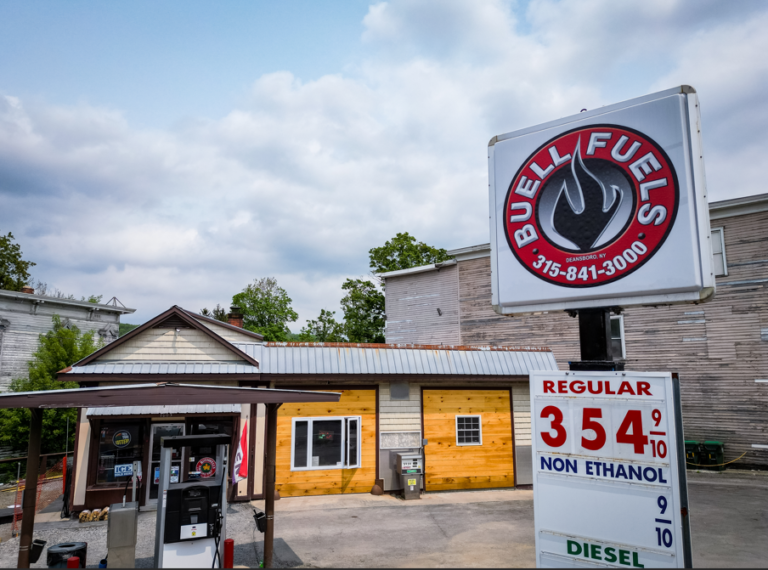 BUELL FUELS
DEANSBORO, NY
·315-841-3000·
REGULAR
354 9/10
NON ETHANOL
9/10
DIESEL
ICE